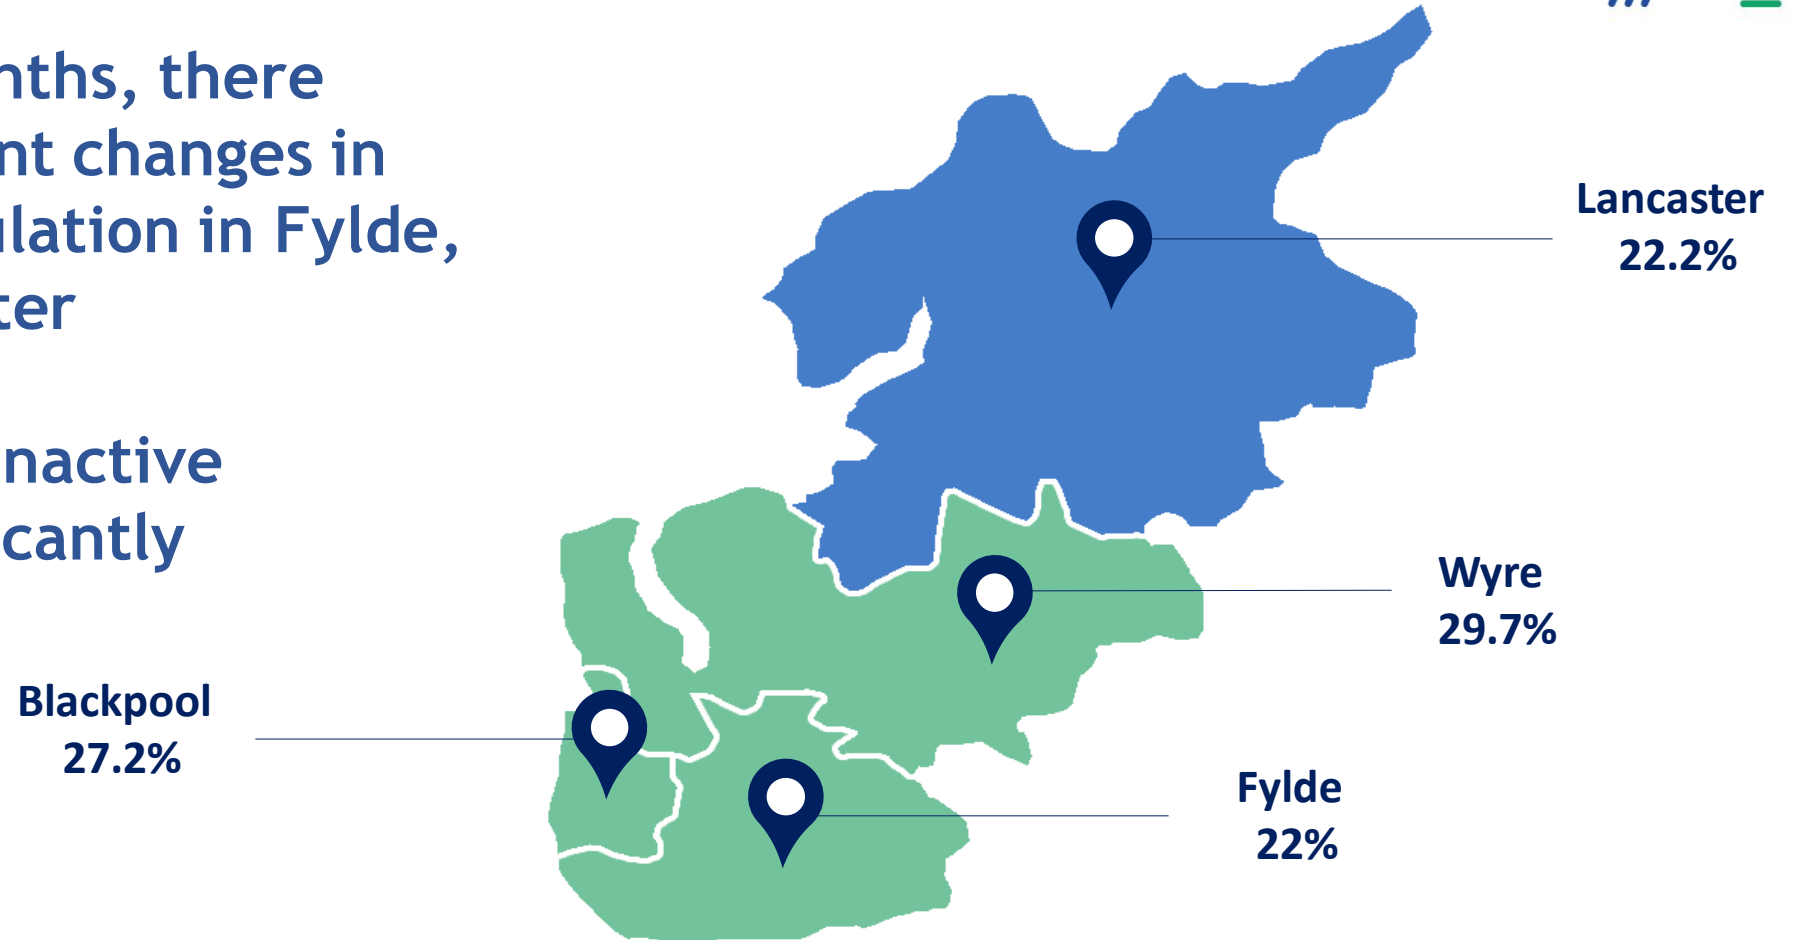 nths, there
nt changes in
ulation in Fylde,
ter
nactive
cantly
Lancaster
22.2%
Wyre
29.7%
Blackpool
27.2%
Fylde
22%